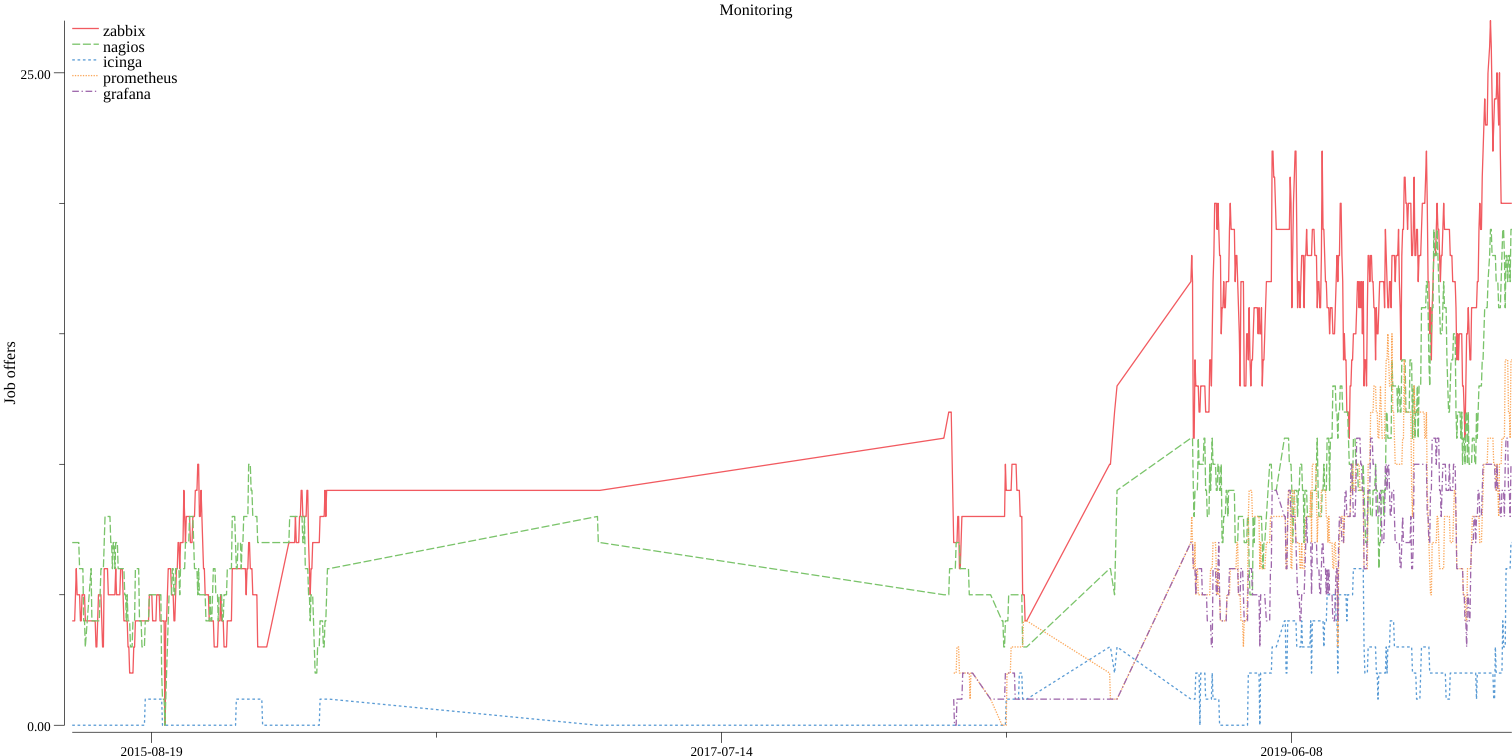 Monitoring
zabbix
nagios
icinga
prometheus
grafana
25.00
Job offers
0.00
2015-08-19
2017-07-14
2019-06-08